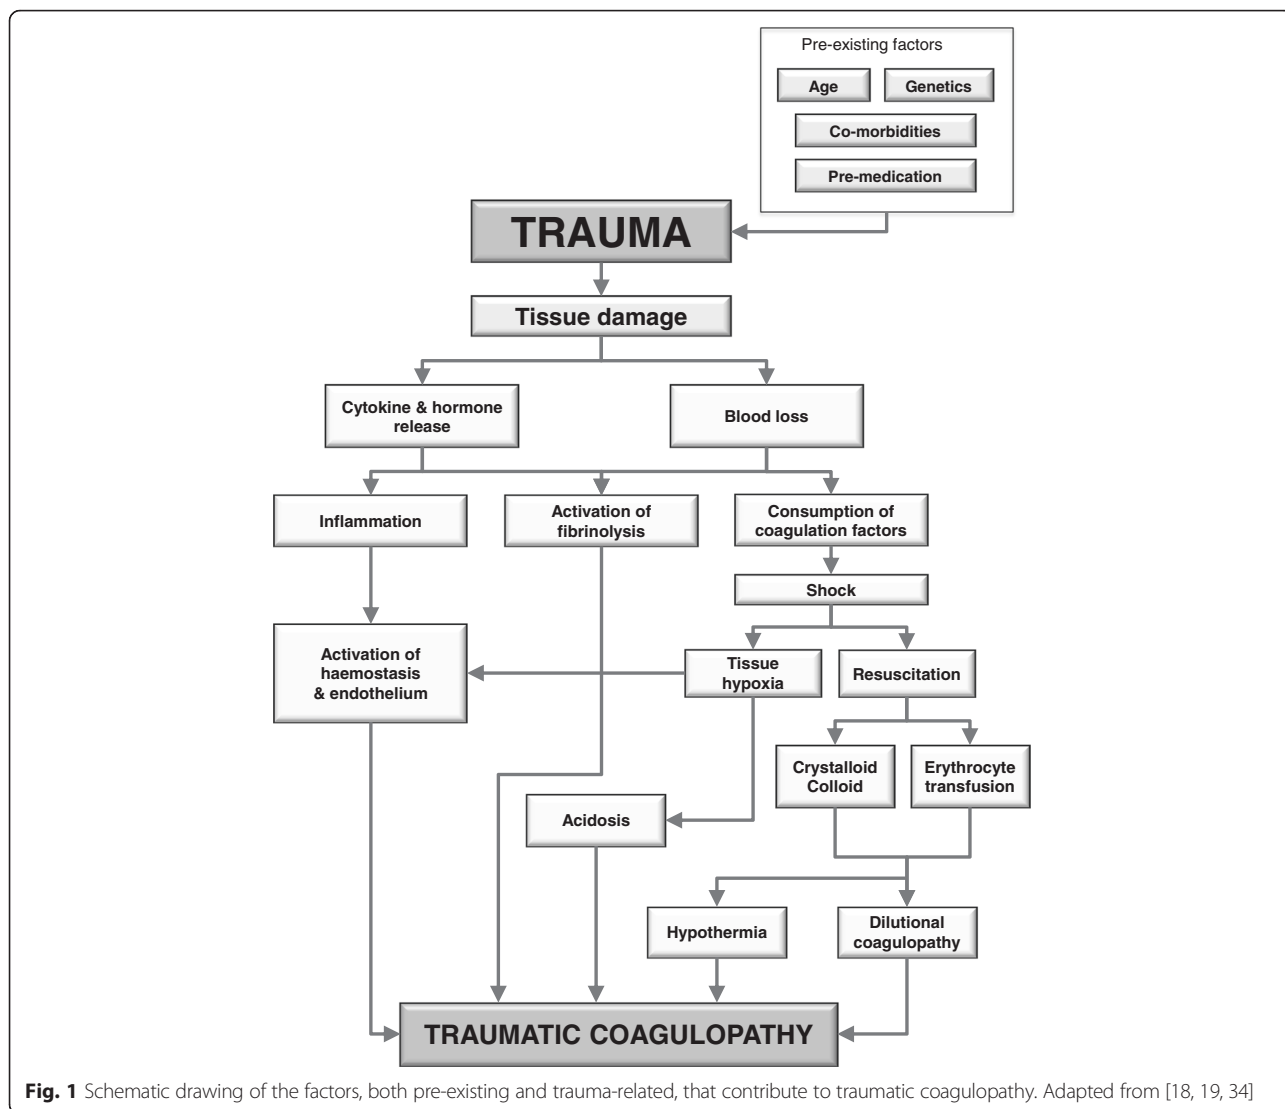 Pre-existing factors
Age
Genetics
Co-morbidities
Pre-medication
TRAUMA
Tissue damage
Cytokine & hormone
release
Blood loss
Inflammation
Activation of
fibrinolysis
Consumption of
coagulation factors
Shock
Activation of
haemostasis
& endothelium
Tissue
hypoxia
Resuscitation
Crystalloid
Colloid
Erythrocyte
transfusion
Acidosis
Hypothermia
Dilutional
coagulopathy
TRAUMATIC COAGULOPATHY
Fig. 1 Schematic drawing of the factors, both pre-existing and trauma-related, that contribute to traumatic coagulopathy. Adapted from [18, 19, 34]